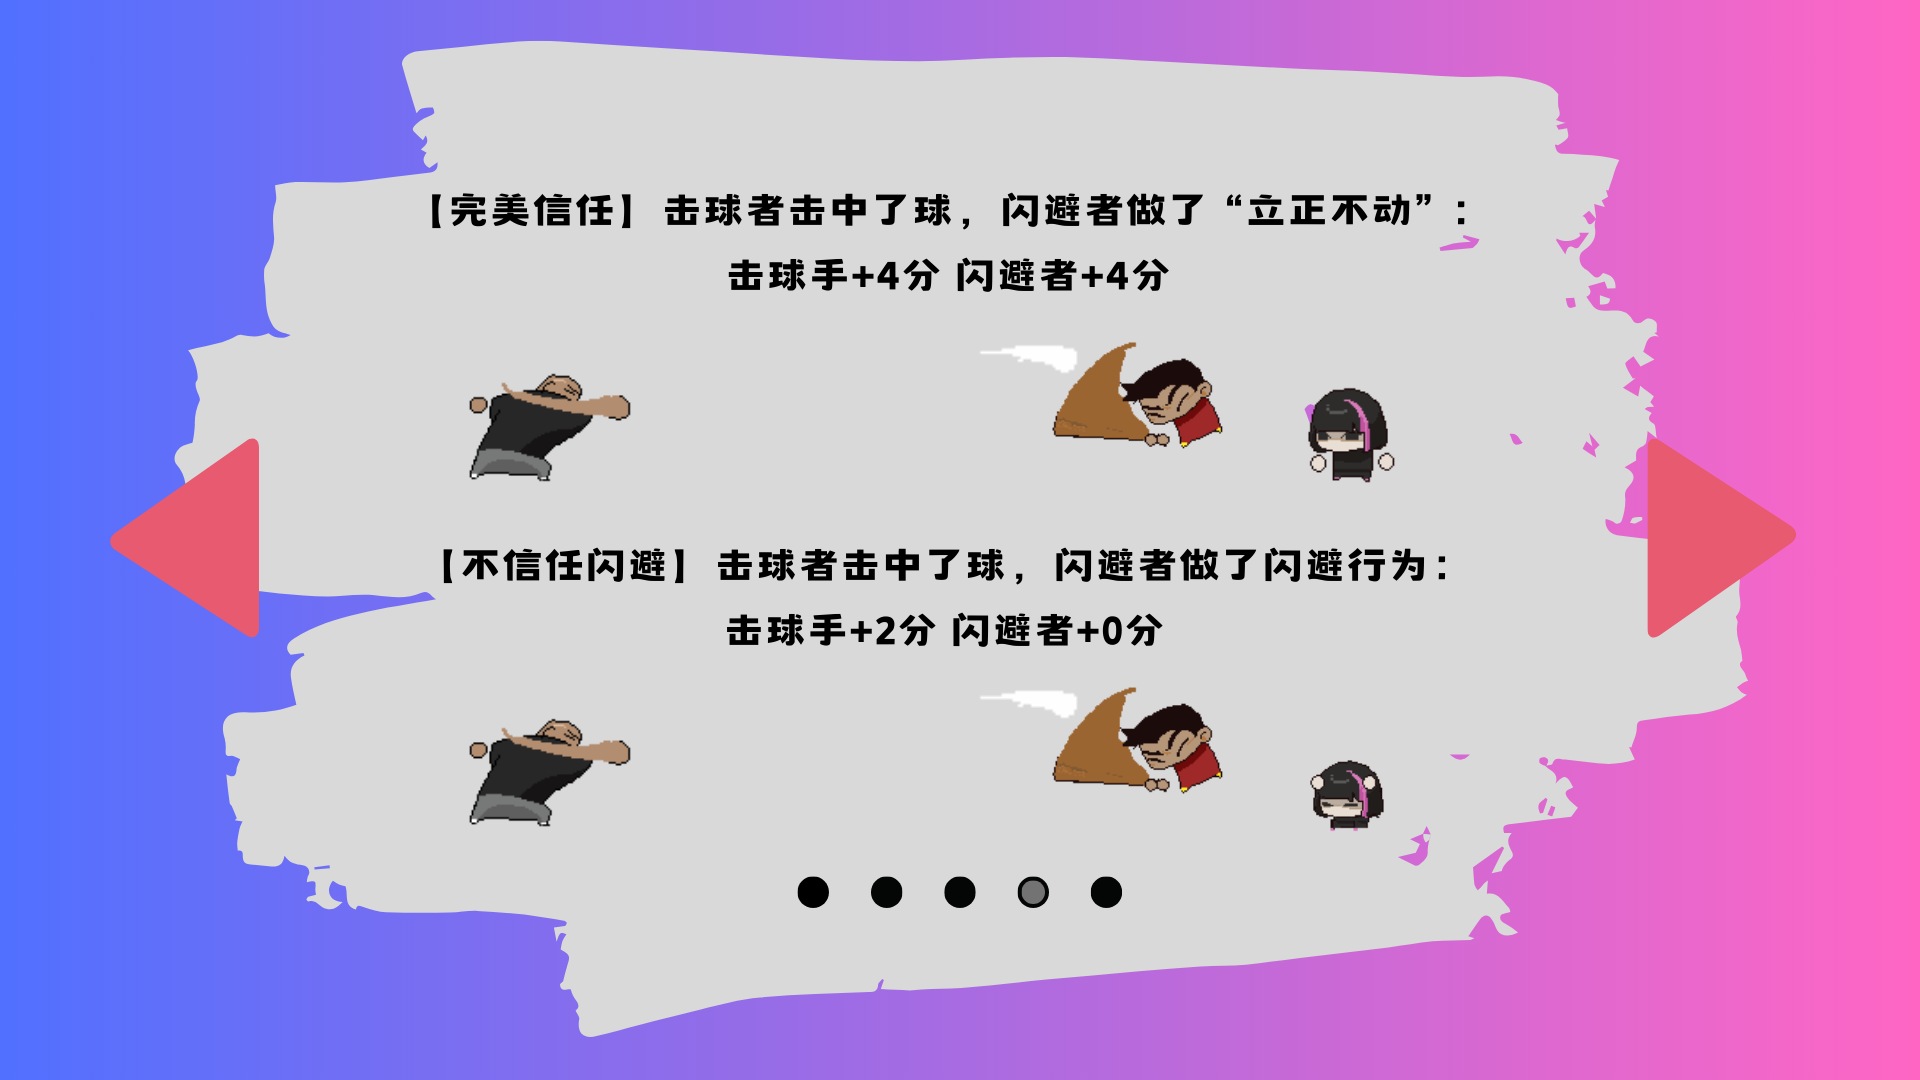 【完美信任】击球者击中了球，闪避者做了“立正不动”：
击球手+4分 闪避者+4分
【不信任闪避】击球者击中了球，闪避者做了闪避行为：
击球手+2分 闪避者+0分